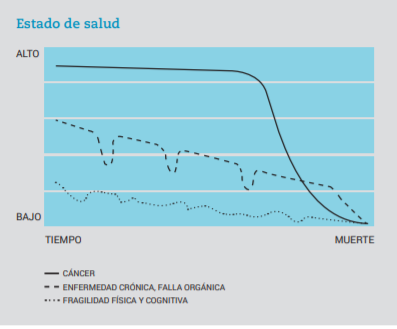 Estado de salud
ALTO
BAJO
TIEMPO MUERTE
CÁNCER
ENFERMEDAD CRÓNICA, FALLA ORGÁNICA
FRAGILIDAD FÍSICA Y COGNITIVA